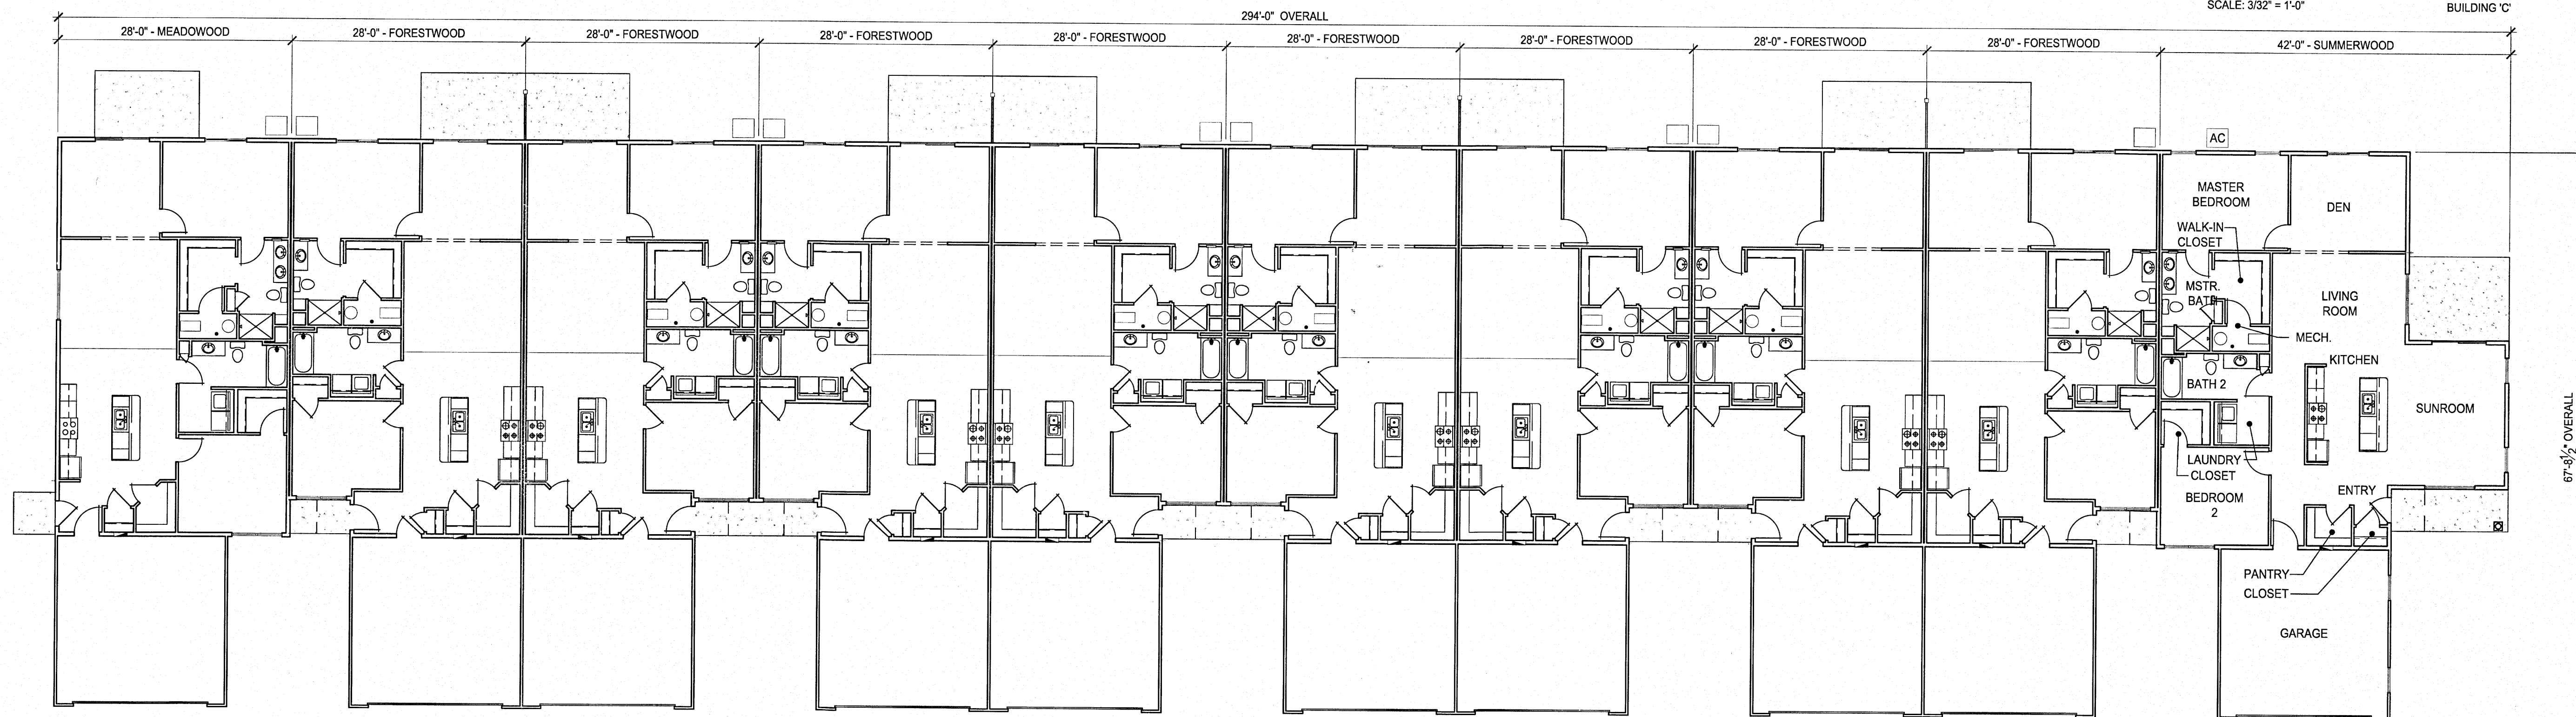 SCALE: 3/32" = 1'-0"
BUILDING 'C'
294'-0" OVERALL
28'-0" - MEADOWOOD
28'-0" - FORESTWOOD
28'-0" - FORESTWOOD
28'-0" - FORESTWOOD
28'-0" - FORESTWOOD
28'-0" - FORESTWOOD
28'-0" - FORESTWOOD
28'-0" - FORESTWOOD
28'-0" - FORESTWOOD
42'-0" - SUMMERWOOD
AC
MASTER
BEDROOM
DEN
WALK-IN
CLOSET
MSTR.
BATH
LIVING
ROOM
MECH.
KITCHEN
BATH 2
SUNROOM
67'-8 1/2" OVERALL
LAUNDRY
CLOSET
ENTRY
BEDROOM
2
PANTRY
CLOSET
GARAGE